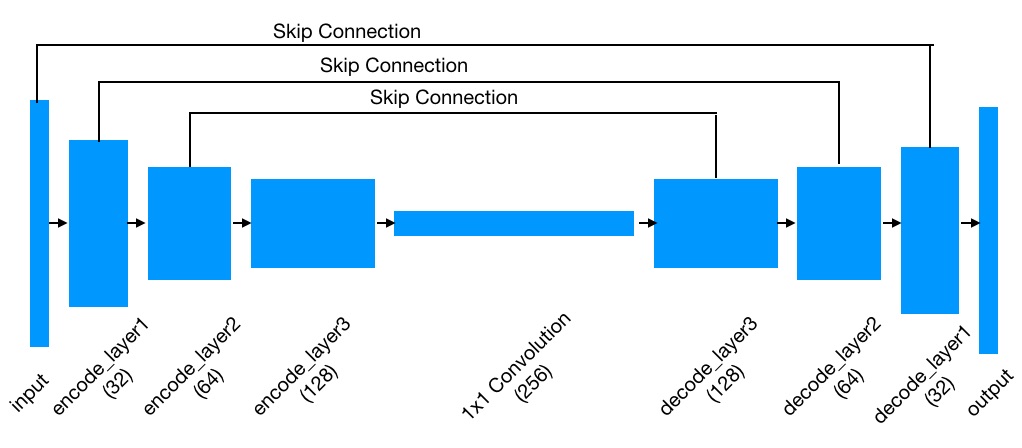 Skip Connection
Skip Connection
Skip Connection
input
encode_layer1
(32)
encode_layer2
(64)
encode_layer3
(128)
1x1 Convolution
(256)
decode_layer3
(128)
decode_layer2
(64)
decode_layer1
(32)
output